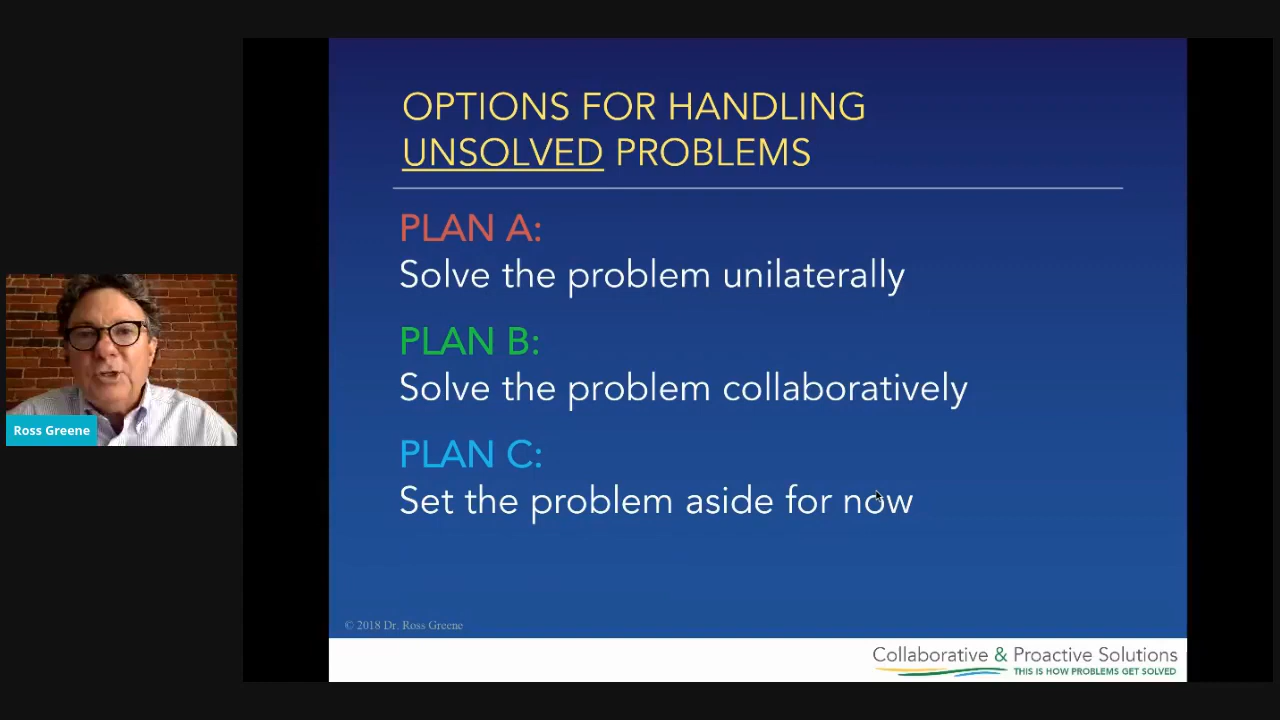 OPTIONS FOR HANDLING
UNSOLVED PROBLEMS
PLAN A:
Solve the problem unilaterally
PLAN B:
Solve the problem collaboratively
PLAN C:
Set the problem aside for now
Ross Greene
© 2018 Dr. Ross Greene
Collaborative & Proactive Solutions
THIS IS HOW PROBLEMS GET SOLVED